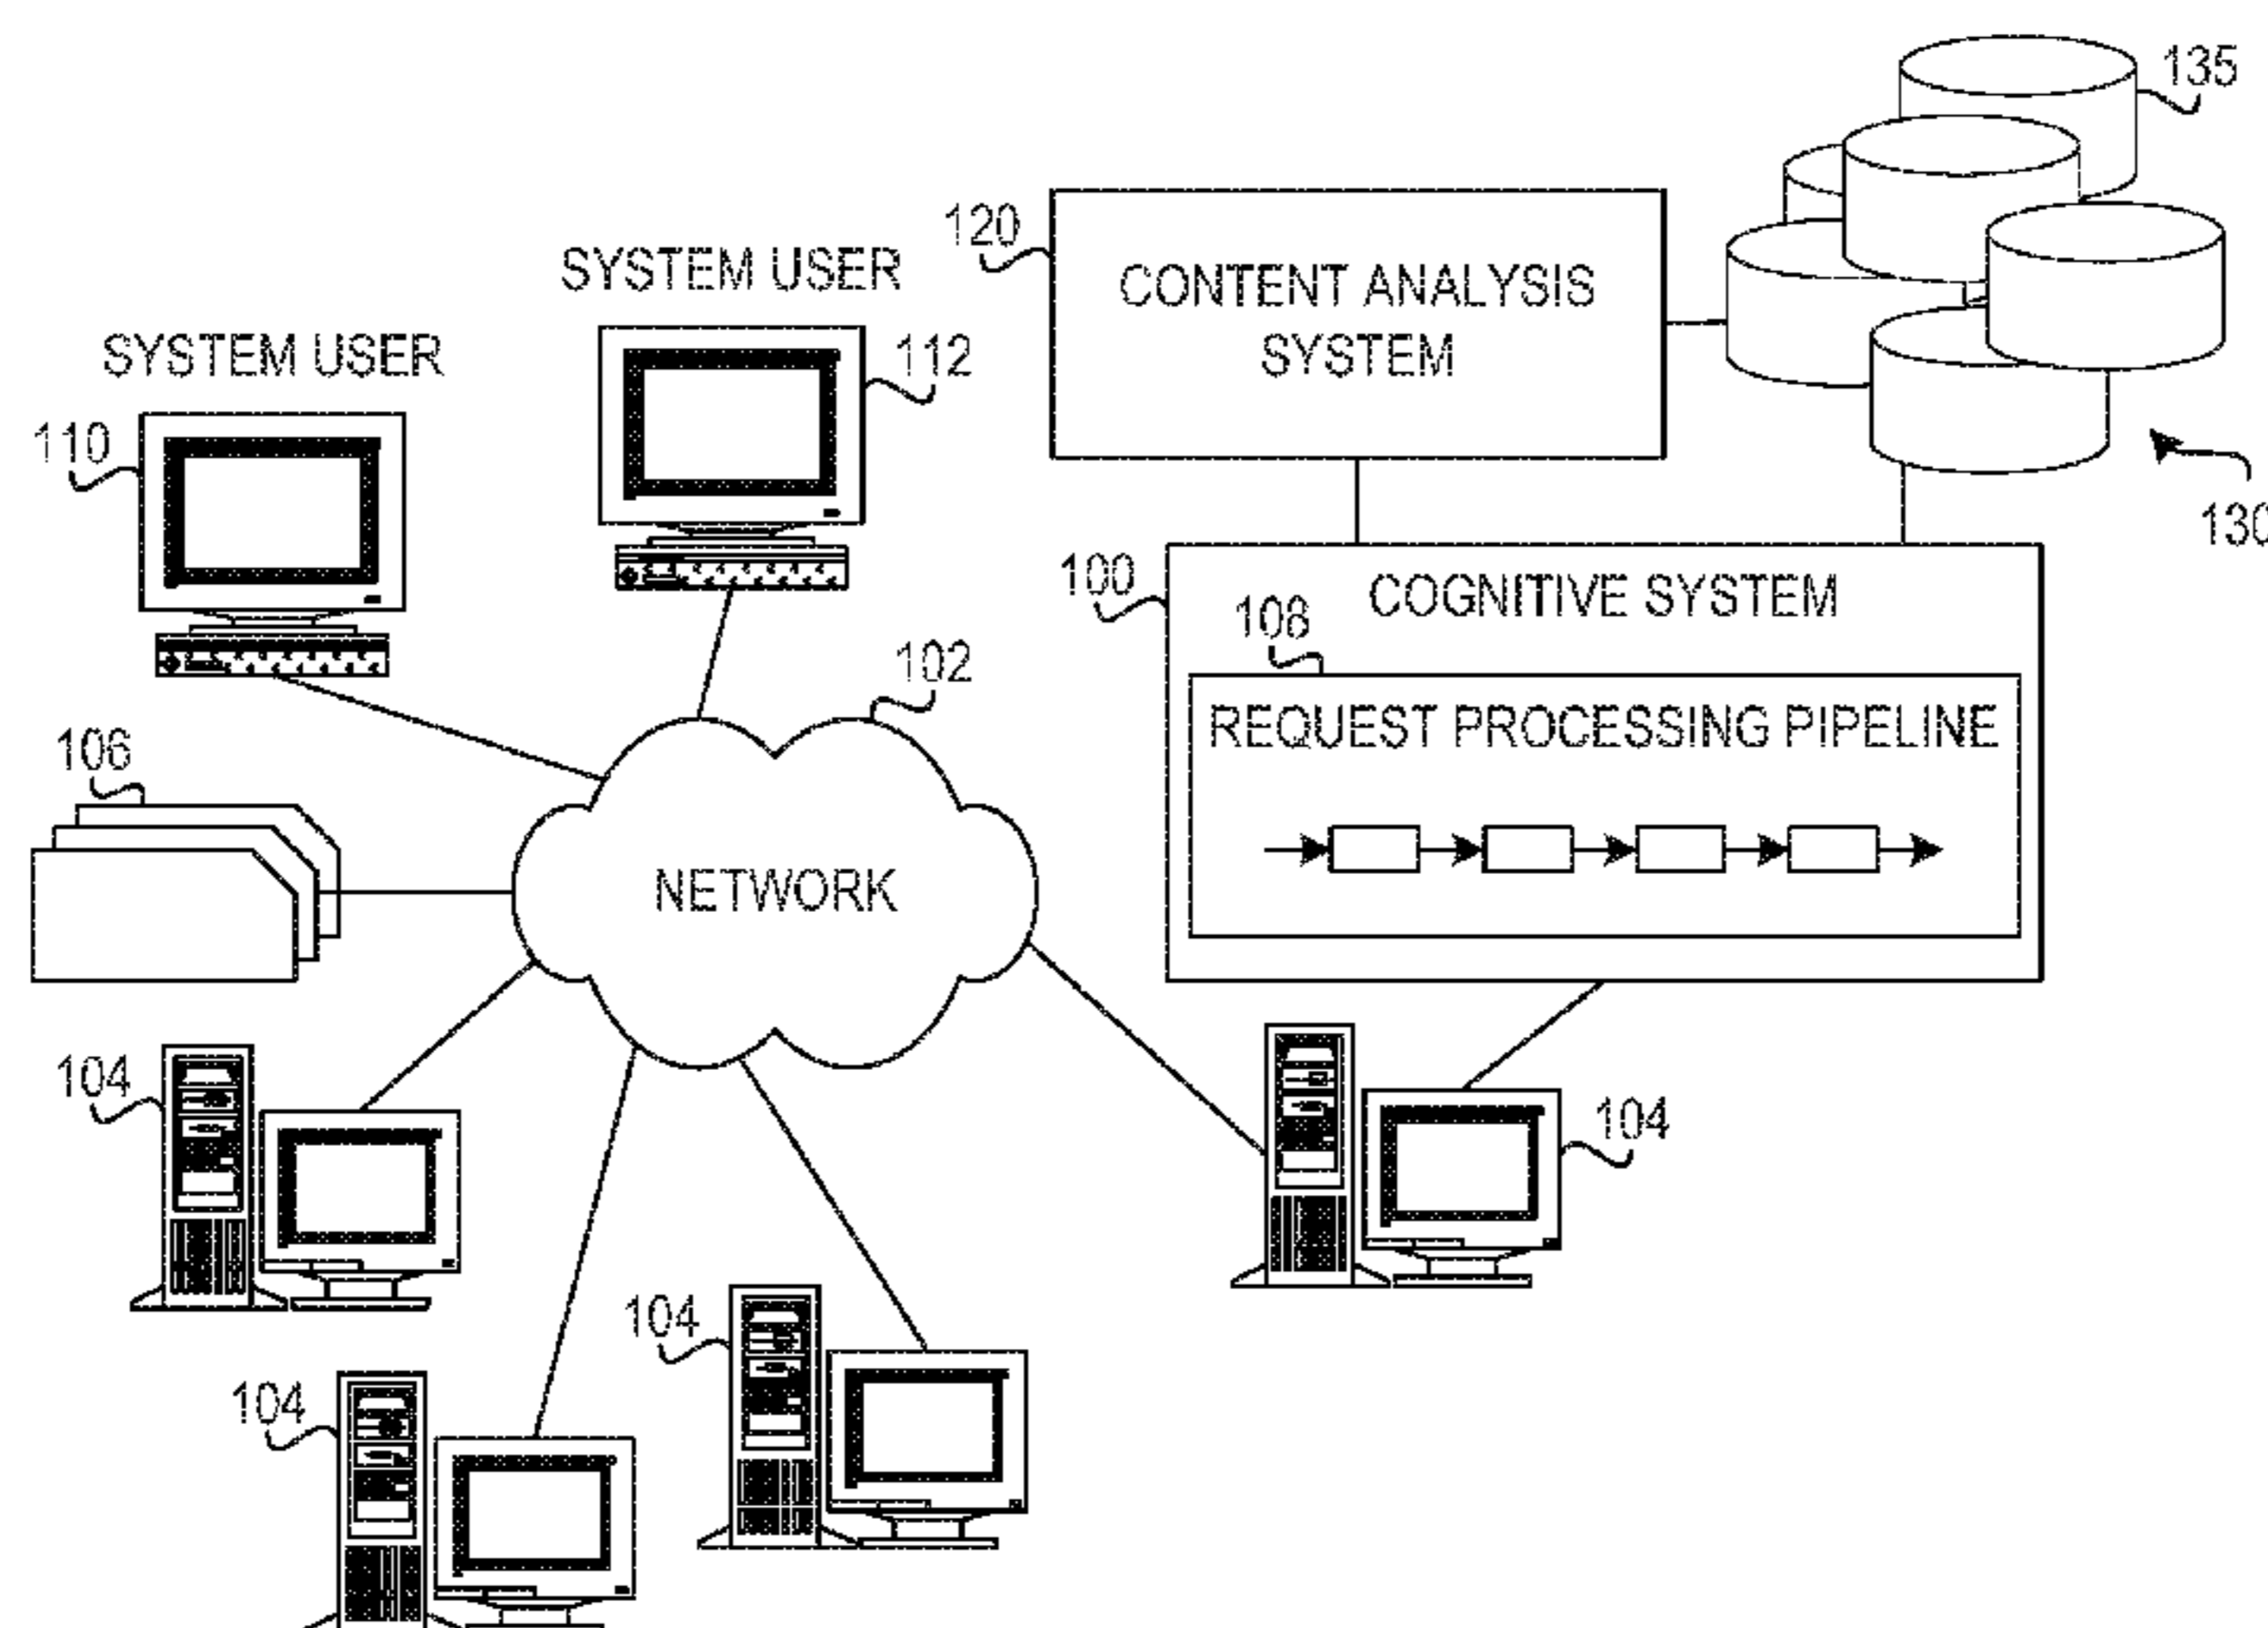 135
120
SYSTEM USER
CONTENT ANALYSIS
SYSTEM
SYSTEM USER
112
110
130
100
COGNITIVE SYSTEM
108
102
REQUEST PROCESSING PIPELINE
106
NETWORK
104
104
104
104